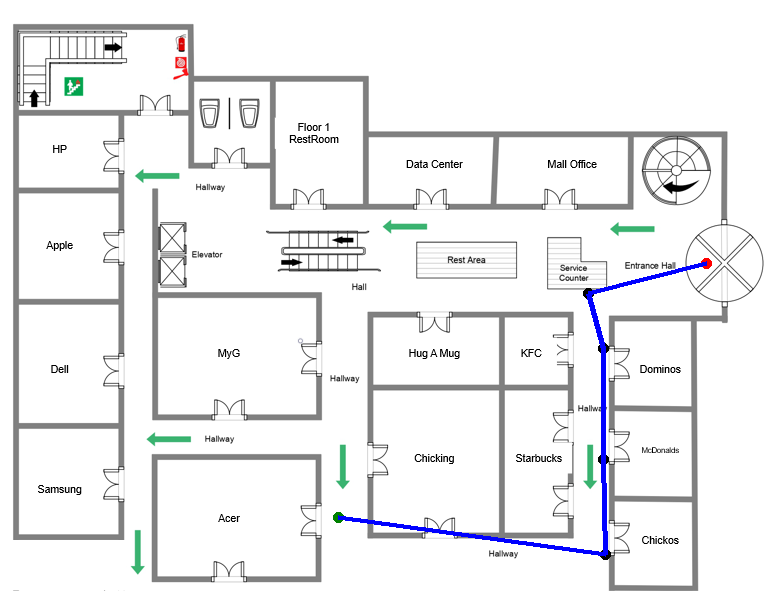 HP
Floor 1
RestRoom
Data Center
Mall Office
Hallway
Apple
Elevator
Rest Area
Service
Counter
Entrance Hall
Hall
MyG
Hug A Mug
KFC
Dominos
Dell
Hallway
Hallway
Hallway
McDonalds
Chicking
Starbucks
Samsung
Acer
Chickos
Hallway